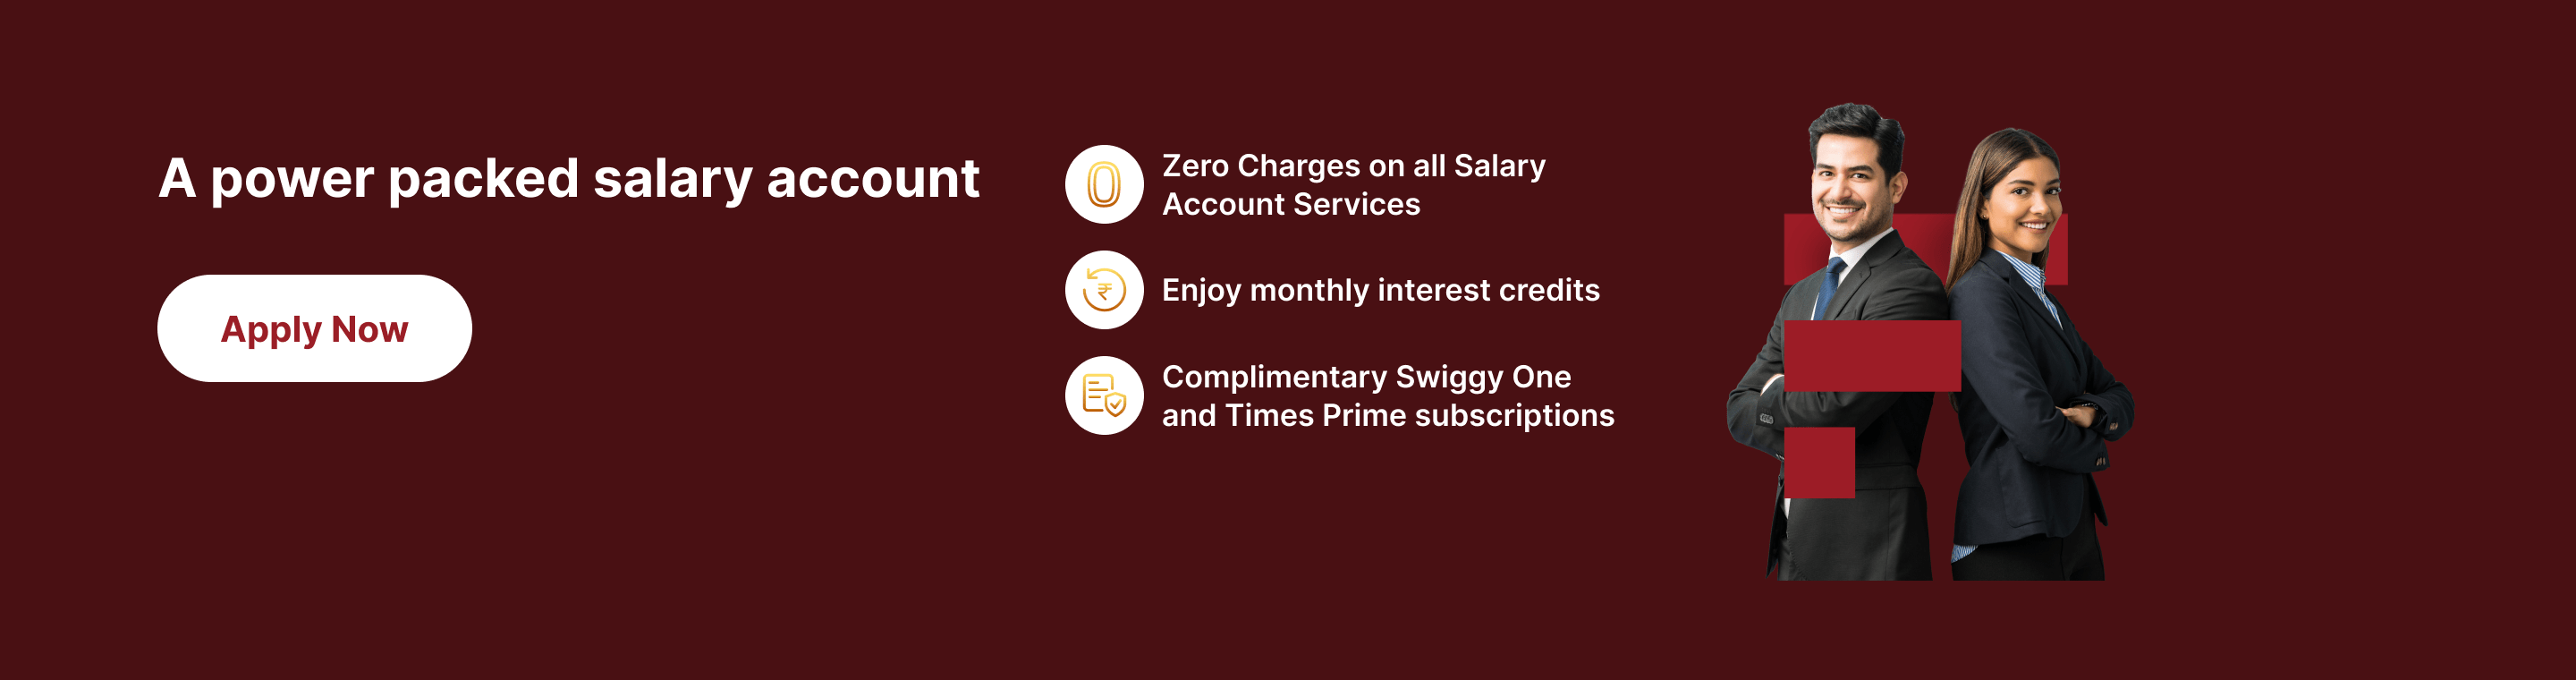 A power packed salary account
Apply Now
0
Zero Charges on all Salary
Account Services
₹
Enjoy monthly interest credits
Complimentary Swiggy One
and Times Prime subscriptions